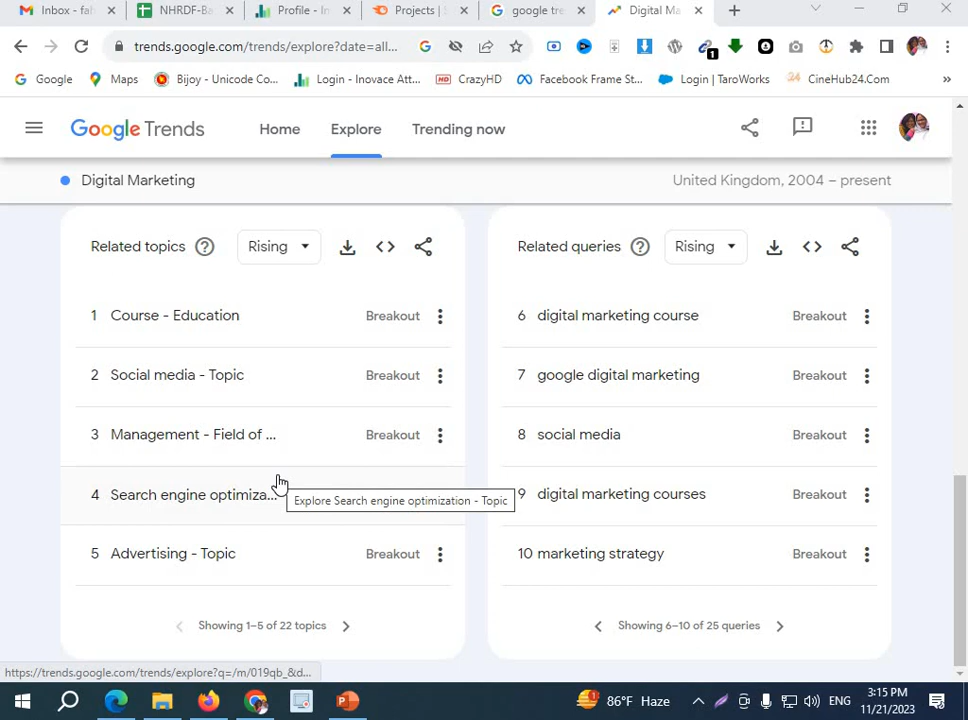 Inbox - fah
NHRDF-Ba
Profile - In
Projects | S
google tre
Digital Ma
trends.google.com/trends/explore?date=all...
1
Google
Maps
Bijoy - Unicode Co...
Login - Inovace Att...
HD CrazyHD
Facebook Frame St...
Login | TaroWorks
24 CineHub24.Com
»
Google Trends
Home
Explore
Trending now
Digital Marketing
United Kingdom, 2004 – present
Related topics
Rising
1 Course - Education Breakout
2 Social media - Topic Breakout
3 Management - Field of ... Breakout
4 Search engine optimiza...
Explore Search engine optimization - Topic
5 Advertising - Topic Breakout
Showing 1–5 of 22 topics
Related queries
Rising
6 digital marketing course Breakout
7 google digital marketing Breakout
8 social media Breakout
9 digital marketing courses Breakout
10 marketing strategy Breakout
Showing 6–10 of 25 queries
https://trends.google.com/trends/explore?q=/m/019qb_&d...
1
86°F Haze
ENG
3:15 PM
11/21/2023